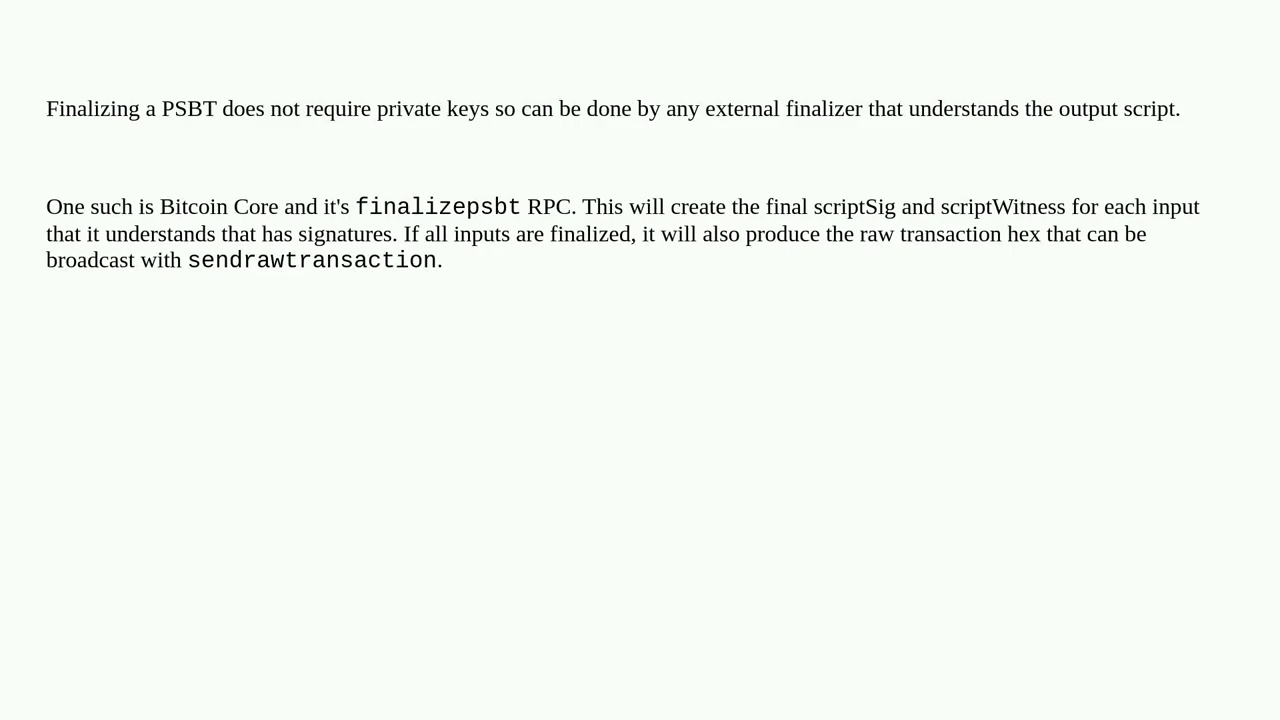 Finalizing a PSBT does not require private keys so can be done by any external finalizer that understands the output script.
One such is Bitcoin Core and it's finalizepsbt RPC. This will create the final scriptSig and scriptWitness for each input
that it understands that has signatures. If all inputs are finalized, it will also produce the raw transaction hex that can be
broadcast with sendrawtransaction.